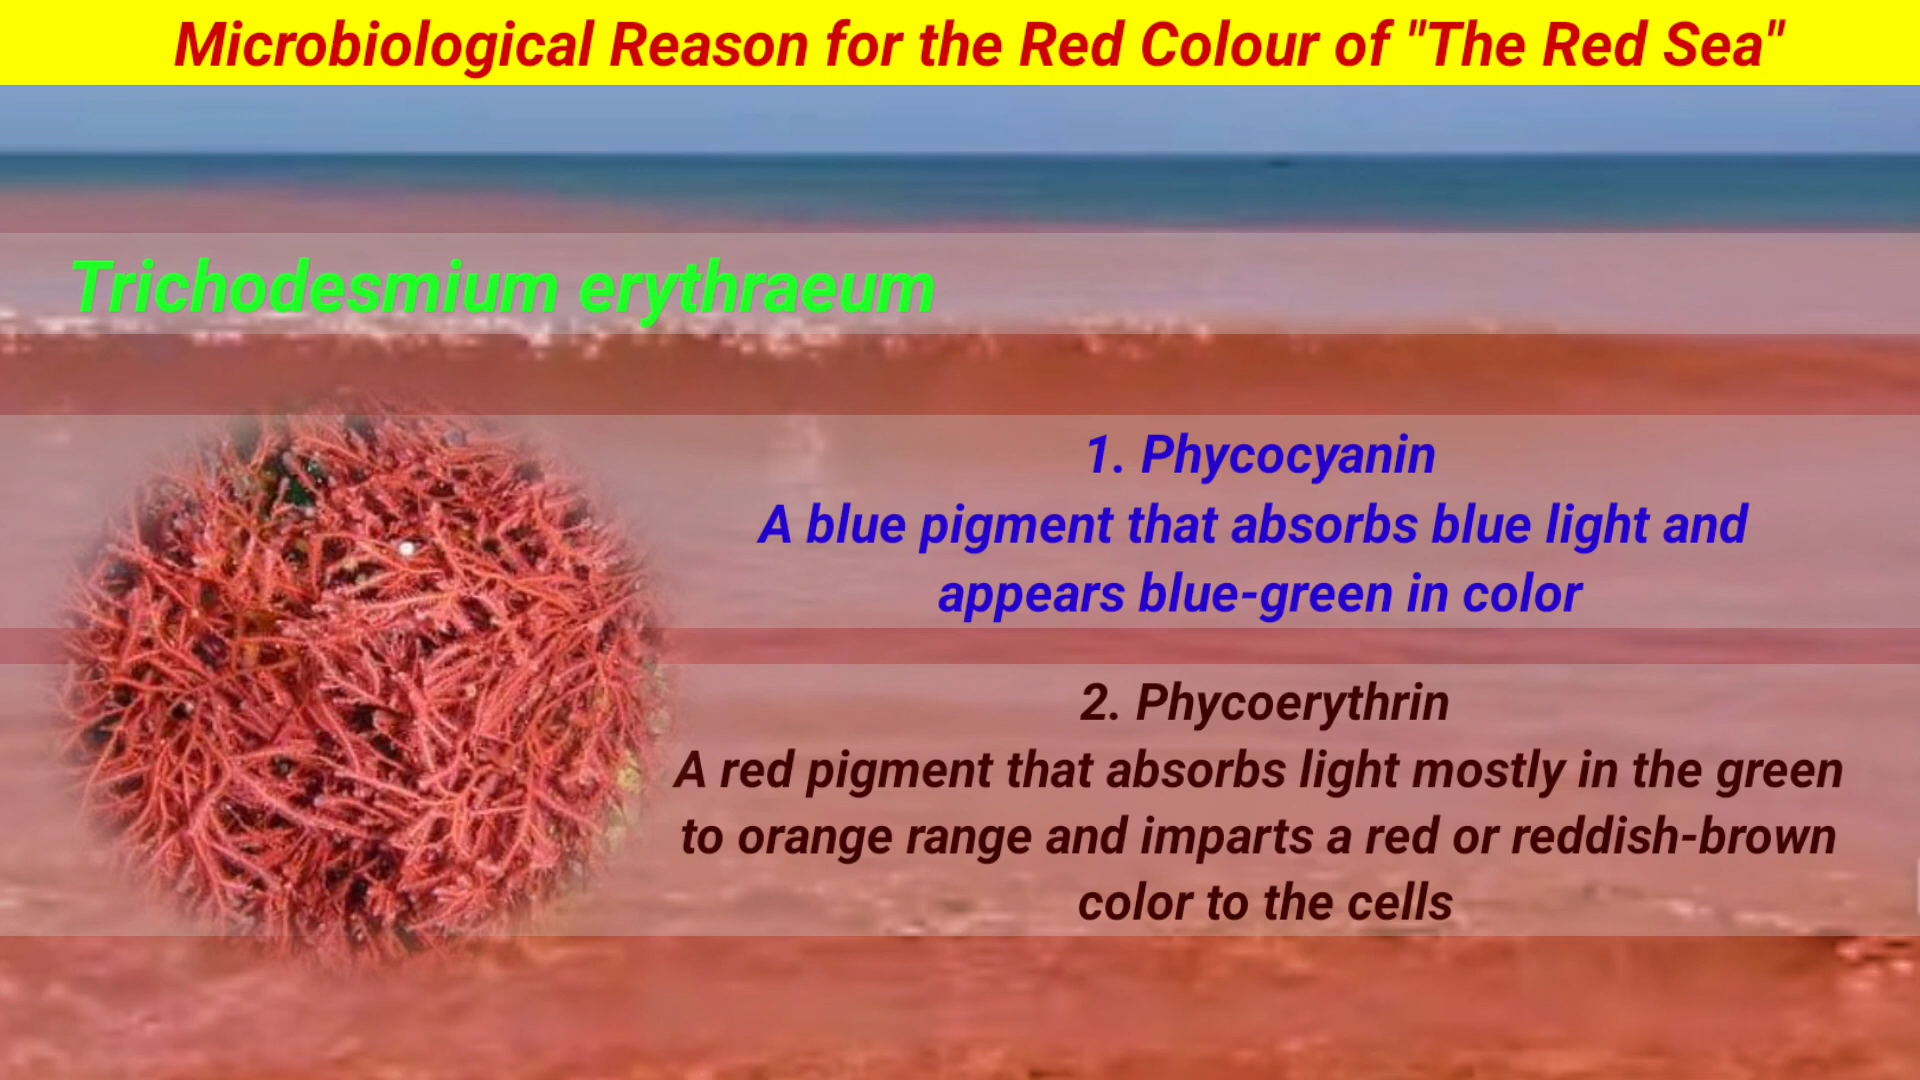 Microbiological Reason for the Red Colour of "The Red Sea"
Trichodesmium erythraeum
1. Phycocyanin
A blue pigment that absorbs blue light and
appears blue-green in color
2. Phycoerythrin
A red pigment that absorbs light mostly in the green
to orange range and imparts a red or reddish-brown
color to the cells